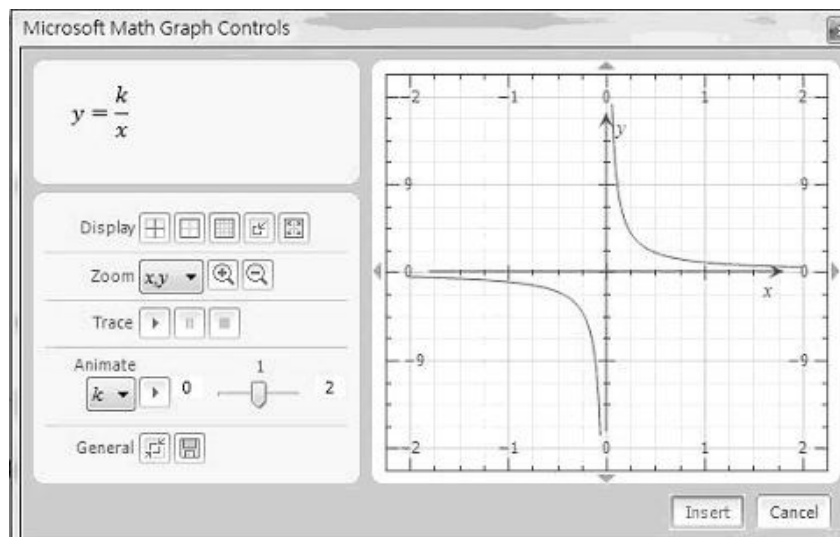 Microsoft Math Graph Controls
y = k/x
Display
Zoom x,y
Trace
Animate
k 0 1 2
General
-2 -1 0 1 2
y
9 9
0 0
x
-9 -9
-2 -1 0 1 2
Insert Cancel